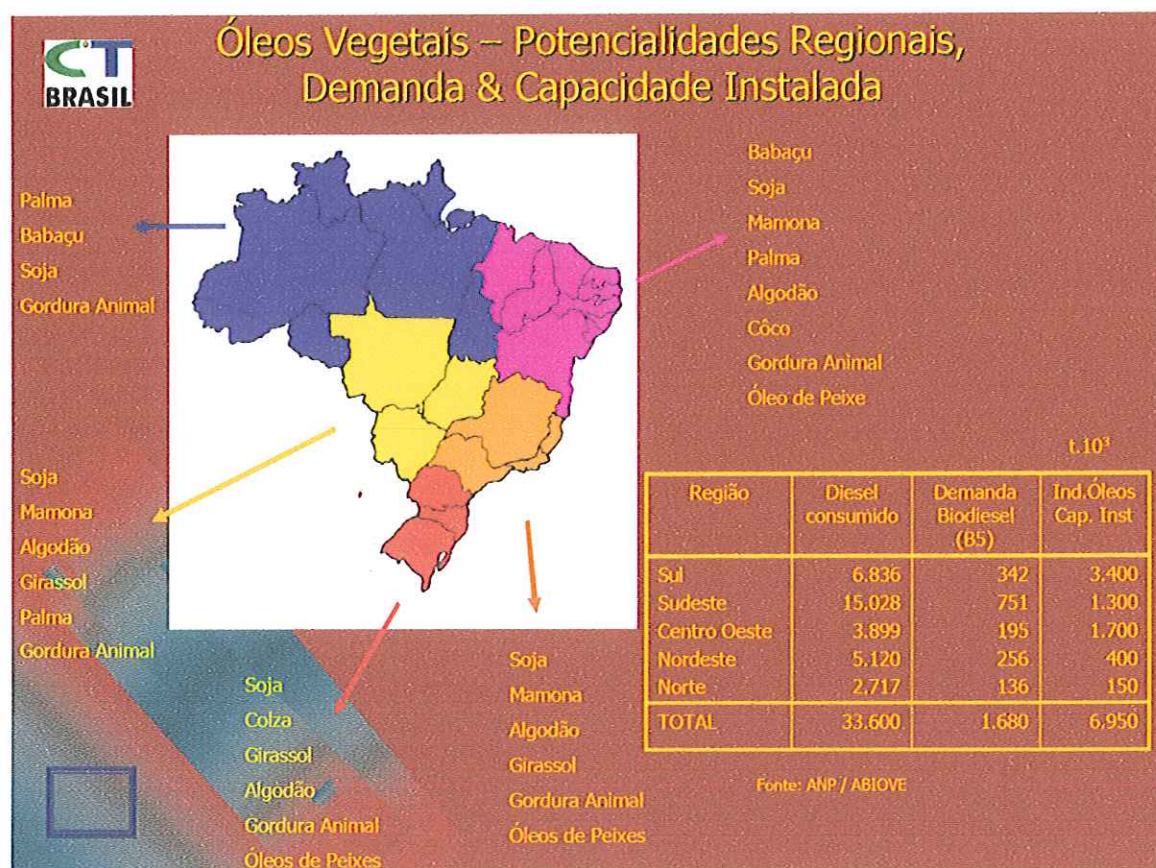 CT
BRASIL
Óleos Vegetais – Potencialidades Regionais,
Demanda & Capacidade Instalada
Palma
Babaçu
Soja
Gordura Animal
Babaçu
Soja
Mamona
Palma
Algodão
Côco
Gordura Animal
Óleo de Peixe
Soja
Mamona
Algodão
Girassol
Palma
Gordura Animal
Soja
Colza
Girassol
Algodão
Gordura Animal
Óleos de Peixes
Soja
Mamona
Algodão
Girassol
Gordura Animal
Óleos de Peixes
t.10³
Região Diesel consumido Demanda Biodiesel (B5) Ind.Óleos Cap. Inst
Sul 6.836 342 3.400
Sudeste 15.028 751 1.300
Centro Oeste 3.899 195 1.700
Nordeste 5.120 256 400
Norte 2.717 136 150
TOTAL 33.600 1.680 6.950
Fonte: ANP / ABIOVE